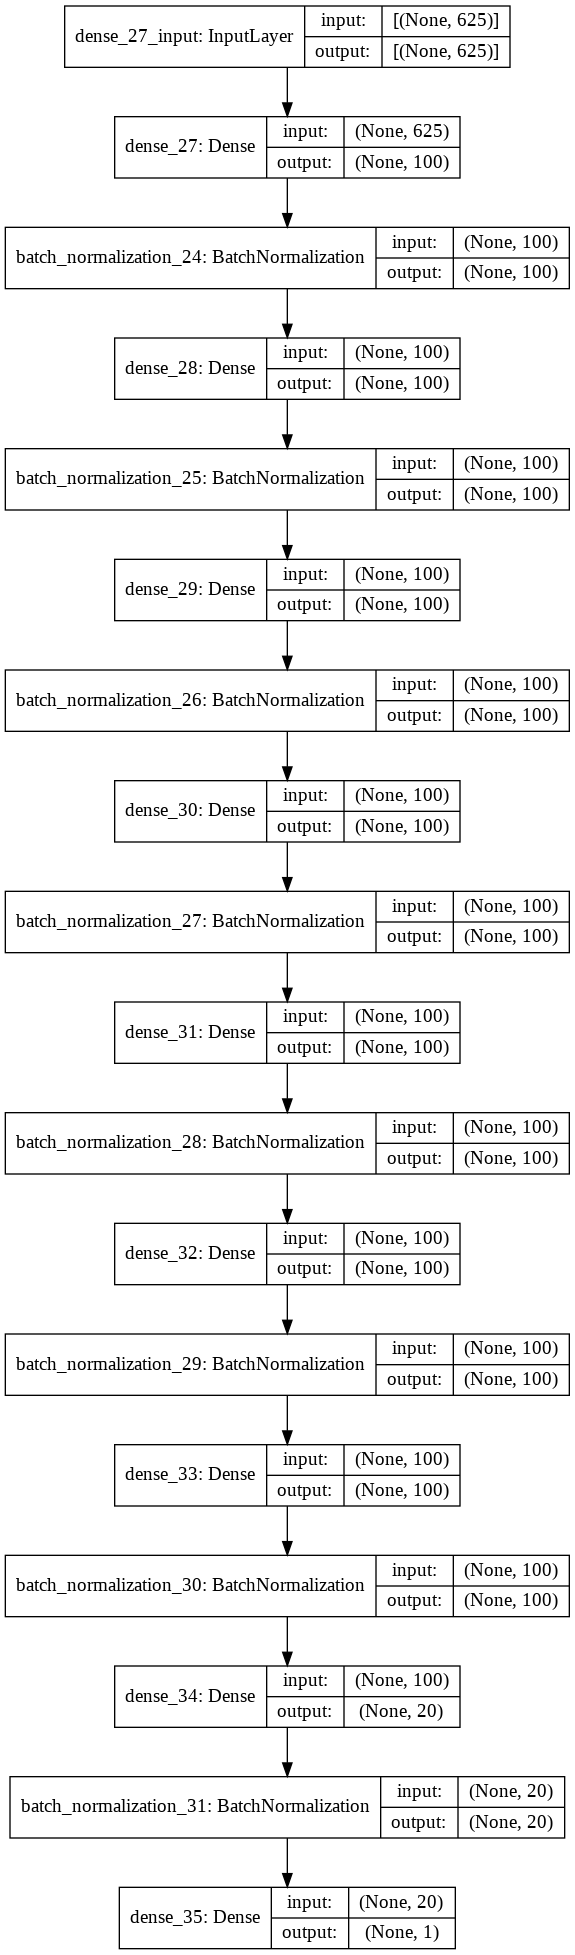 dense_27_input: InputLayer input: [(None, 625)]
output: [(None, 625)]
dense_27: Dense input: (None, 625)
output: (None, 100)
batch_normalization_24: BatchNormalization input: (None, 100)
output: (None, 100)
dense_28: Dense input: (None, 100)
output: (None, 100)
batch_normalization_25: BatchNormalization input: (None, 100)
output: (None, 100)
dense_29: Dense input: (None, 100)
output: (None, 100)
batch_normalization_26: BatchNormalization input: (None, 100)
output: (None, 100)
dense_30: Dense input: (None, 100)
output: (None, 100)
batch_normalization_27: BatchNormalization input: (None, 100)
output: (None, 100)
dense_31: Dense input: (None, 100)
output: (None, 100)
batch_normalization_28: BatchNormalization input: (None, 100)
output: (None, 100)
dense_32: Dense input: (None, 100)
output: (None, 100)
batch_normalization_29: BatchNormalization input: (None, 100)
output: (None, 100)
dense_33: Dense input: (None, 100)
output: (None, 100)
batch_normalization_30: BatchNormalization input: (None, 100)
output: (None, 100)
dense_34: Dense input: (None, 100)
output: (None, 20)
batch_normalization_31: BatchNormalization input: (None, 20)
output: (None, 20)
dense_35: Dense input: (None, 20)
output: (None, 1)